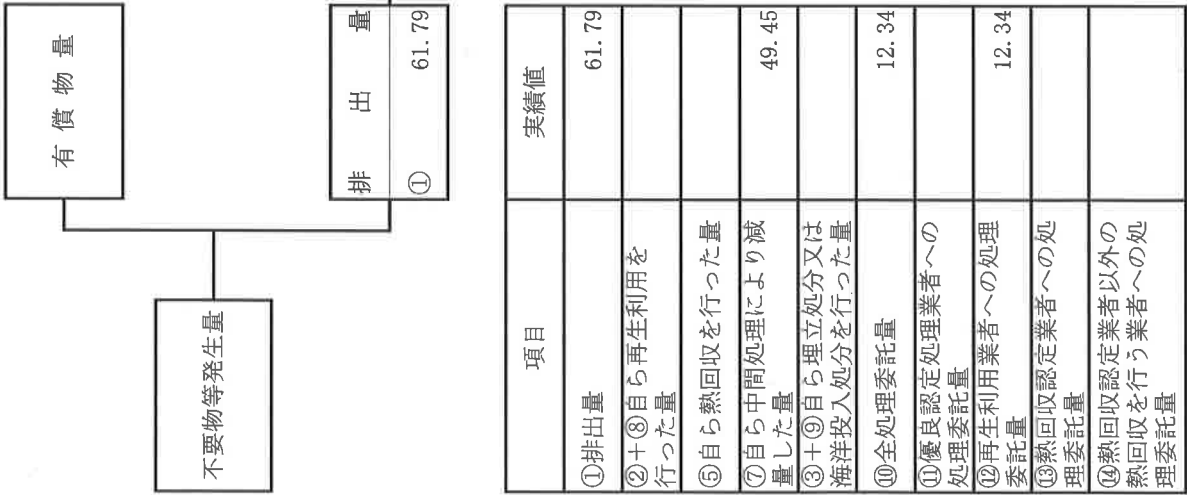 有償物量
不要物等発生量
排出量
① 61.79
項目 実績値
①排出量 61.79
②+⑧自ら再生利用を
行った量
⑤自ら熱回収を行った量
⑦自ら中間処理により減
量した量 49.45
③+⑨自ら埋立処分又は
海洋投入処分を行った量
⑩全処理委託量 12.34
⑪優良認定処理業者への
処理委託量
⑫再生利用業者への処理
委託量 12.34
⑬熱回収認定業者への処
理委託量
⑭熱回収認定業者以外の
熱回収を行う業者への処
理委託量